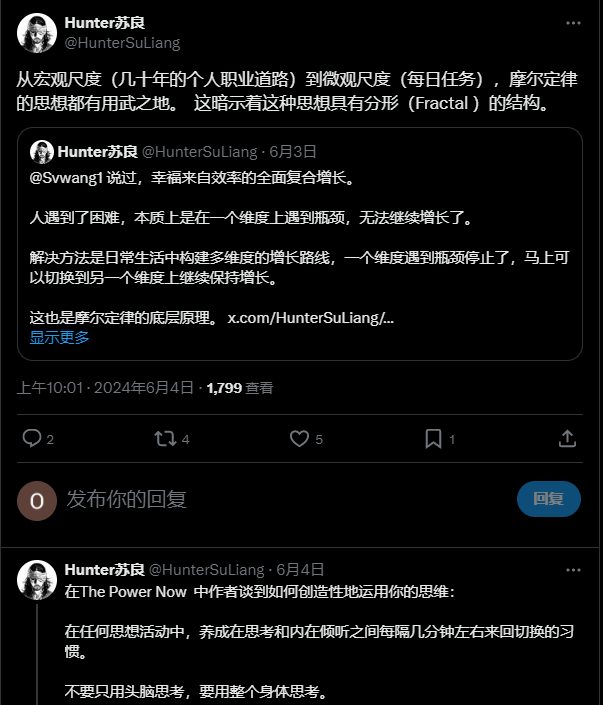 Hunter苏良
@HunterSuLiang
从宏观尺度（几十年的个人职业道路）到微观尺度（每日任务），摩尔定律
的思想都有用武之地。 这暗示着这种思想具有分形（Fractal ）的结构。
Hunter苏良 @HunterSuLiang · 6月3日
@Svwang1 说过，幸福来自效率的全面复合增长。
人遇到了困难，本质上是在一个维度上遇到瓶颈，无法继续增长了。
解决方法是日常生活中构建多维度的增长路线，一个维度遇到瓶颈停止了，马上可
以切换到另一个维度上继续保持增长。
这也是摩尔定律的底层原理。 x.com/HunterSuLiang/...
显示更多
上午10:01 · 2024年6月4日 · 1,799 查看
2 4 5 1
O 发布你的回复 回复
Hunter苏良 @HunterSuLiang · 6月4日
在The Power Now 中作者谈到如何创造性地运用你的思维：
在任何思想活动中，养成在思考和内在倾听之间每隔几分钟左右来回切换的习
惯。
不要只用头脑思考，要用整个身体思考。